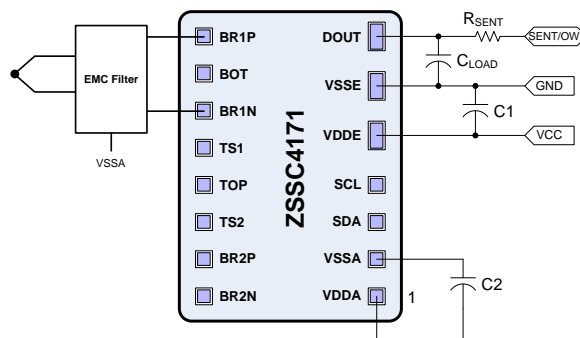 BR1P
BOT
BR1N
TS1
TOP
TS2
BR2P
BR2N
EMC Filter
VSSA
ZSSC4171
DOUT
VSSE
VDDE
SCL
SDA
VSSA
VDDA
1
RSENT
CLOAD
C1
C2
SENT/OWI
GND
VCC